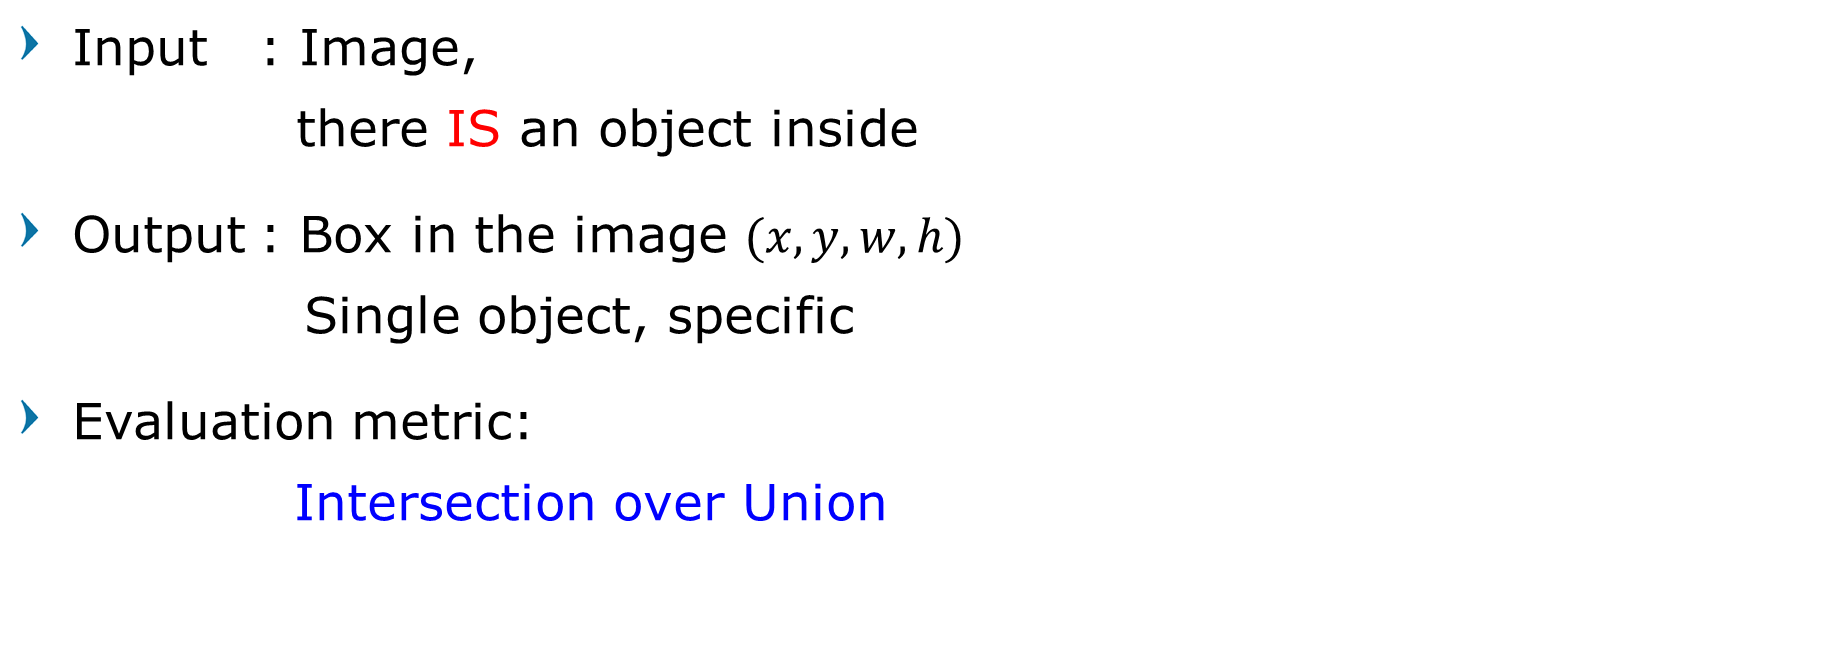 Input : Image,
there IS an object inside
Output : Box in the image (x, y, w, h)
Single object, specific
Evaluation metric:
Intersection over Union